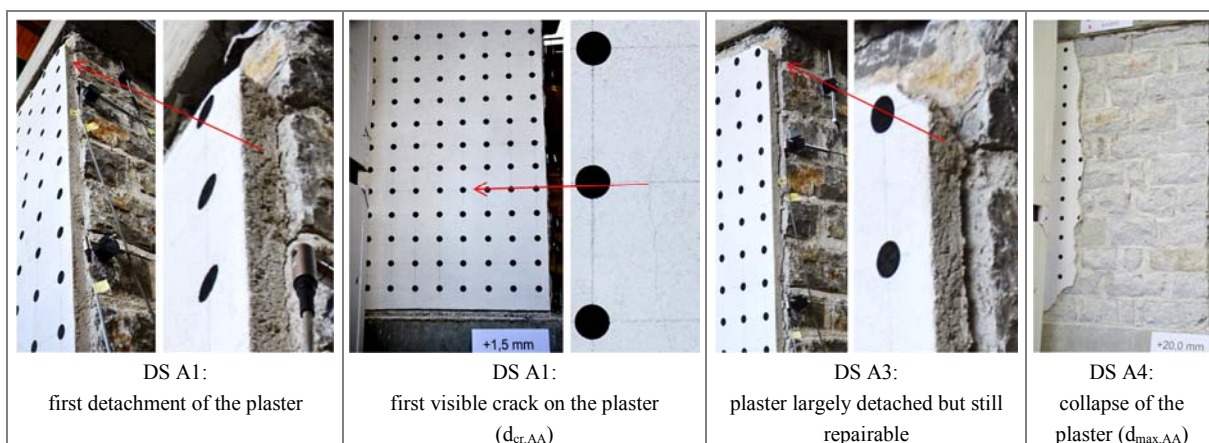 +1,5 mm
+20,0 mm
DS A1:
first detachment of the plaster
DS A1:
first visible crack on the plaster
(dcr,AA)
DS A3:
plaster largely detached but still
repairable
DS A4:
collapse of the
plaster (dmax,AA)